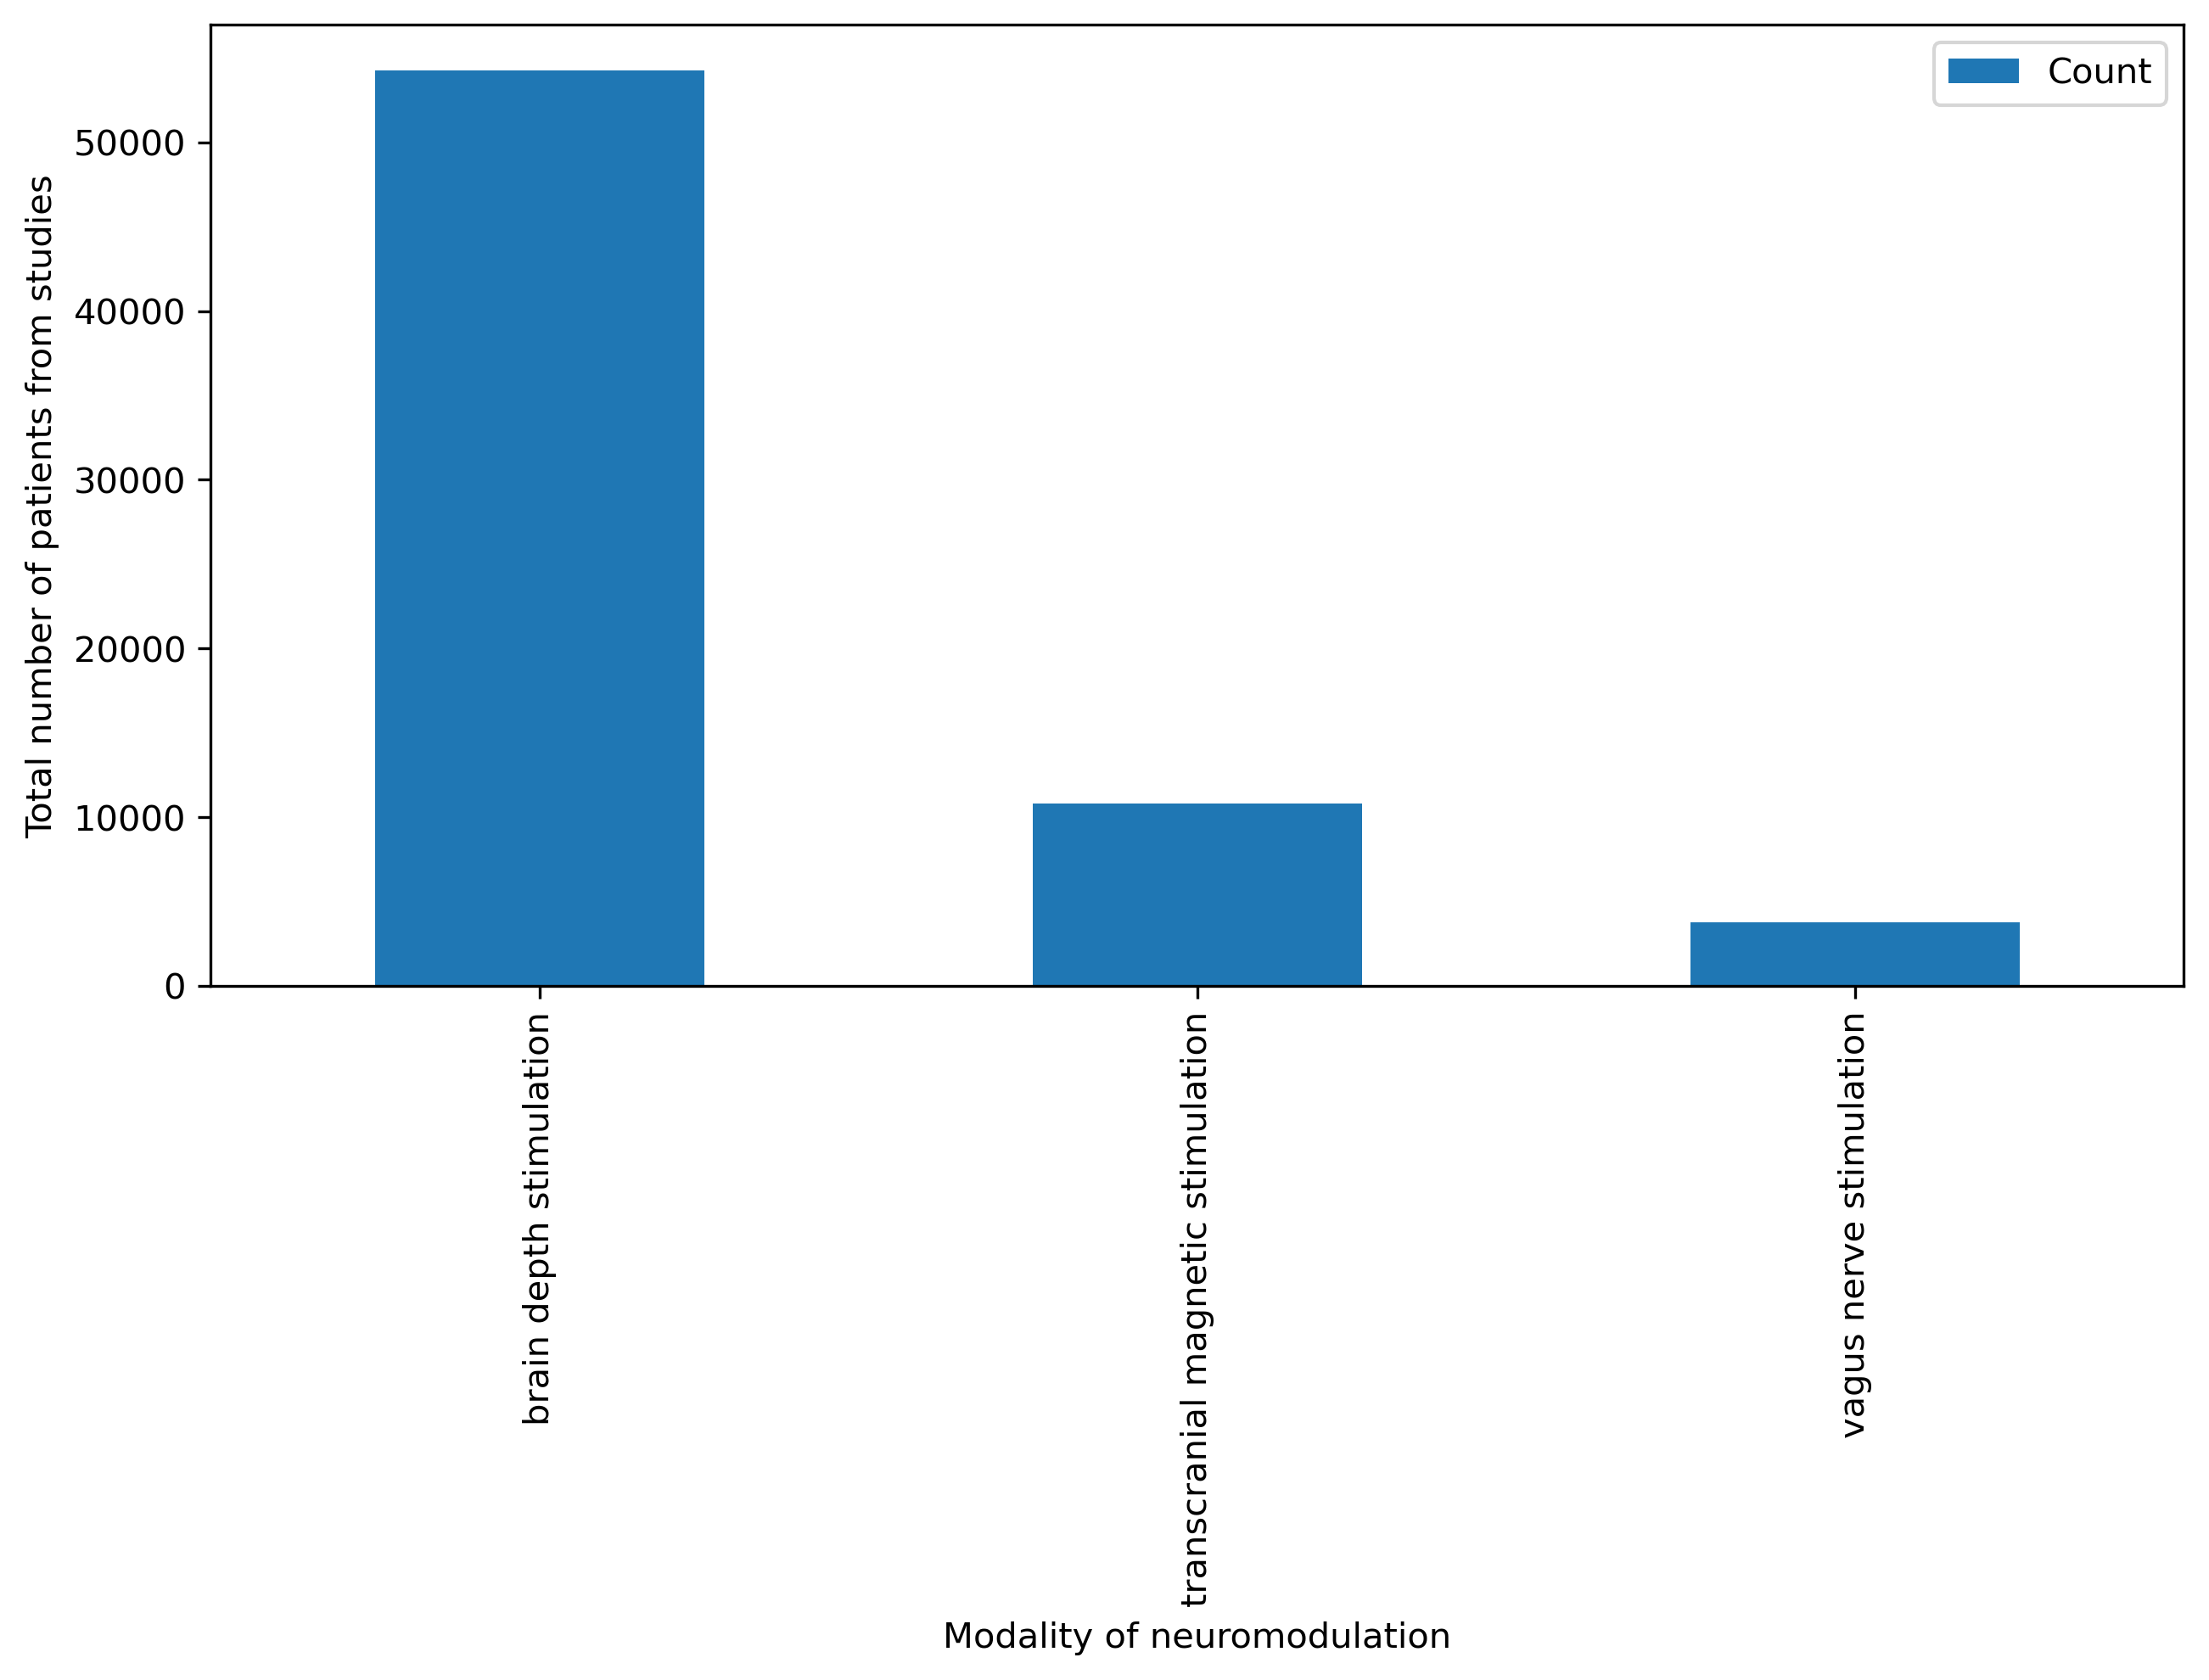 Count
Total number of patients from studies
50000
40000
30000
20000
10000
0
brain depth stimulation
transcranial magnetic stimulation
vagus nerve stimulation
Modality of neuromodulation